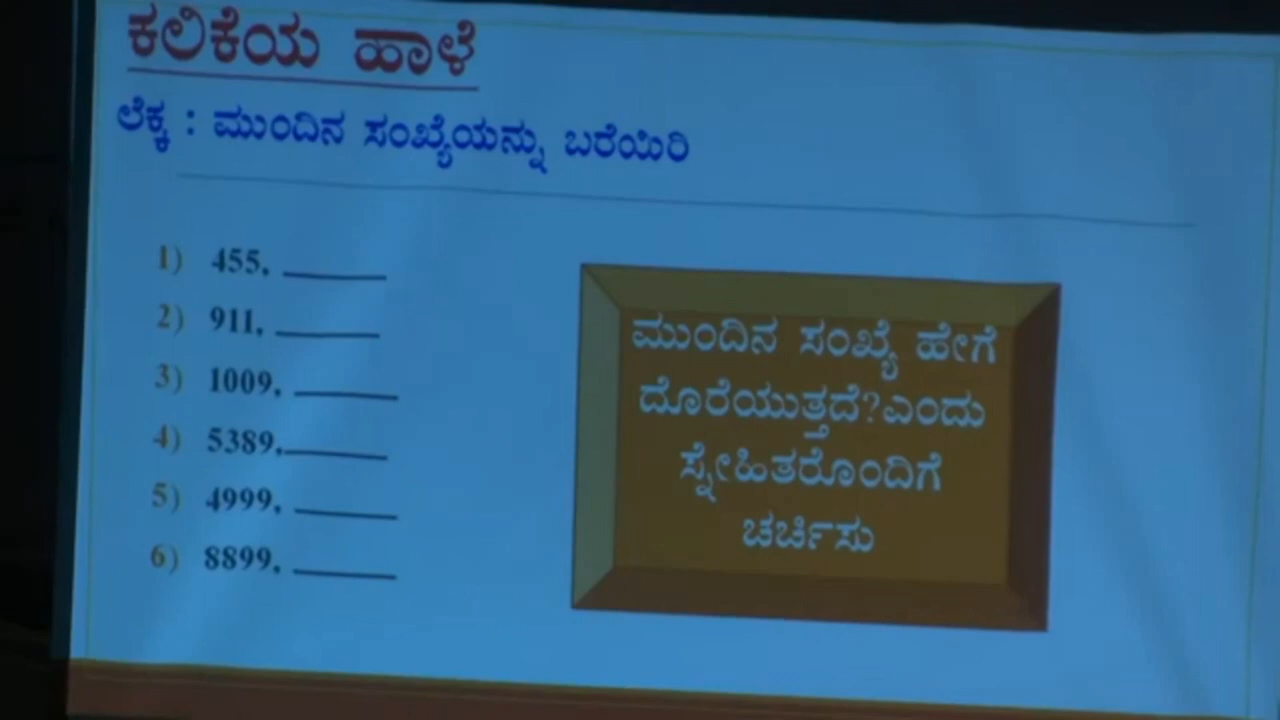 ಕಲಿಕೆಯ ಹಾಳೆ
ಲೆಕ್ಕ : ಮುಂದಿನ ಸಂಖ್ಯೆಯನ್ನು ಬರೆಯಿರಿ
1) 455, ______
2) 911, ______
3) 1009, ______
4) 5389,______
5) 4999, ______
6) 8899, ______
ಮುಂದಿನ ಸಂಖ್ಯೆ ಹೇಗೆ
ದೊರೆಯುತ್ತದೆ?ಎಂದು
ಸ್ನೇಹಿತರೊಂದಿಗೆ
ಚರ್ಚಿಸು